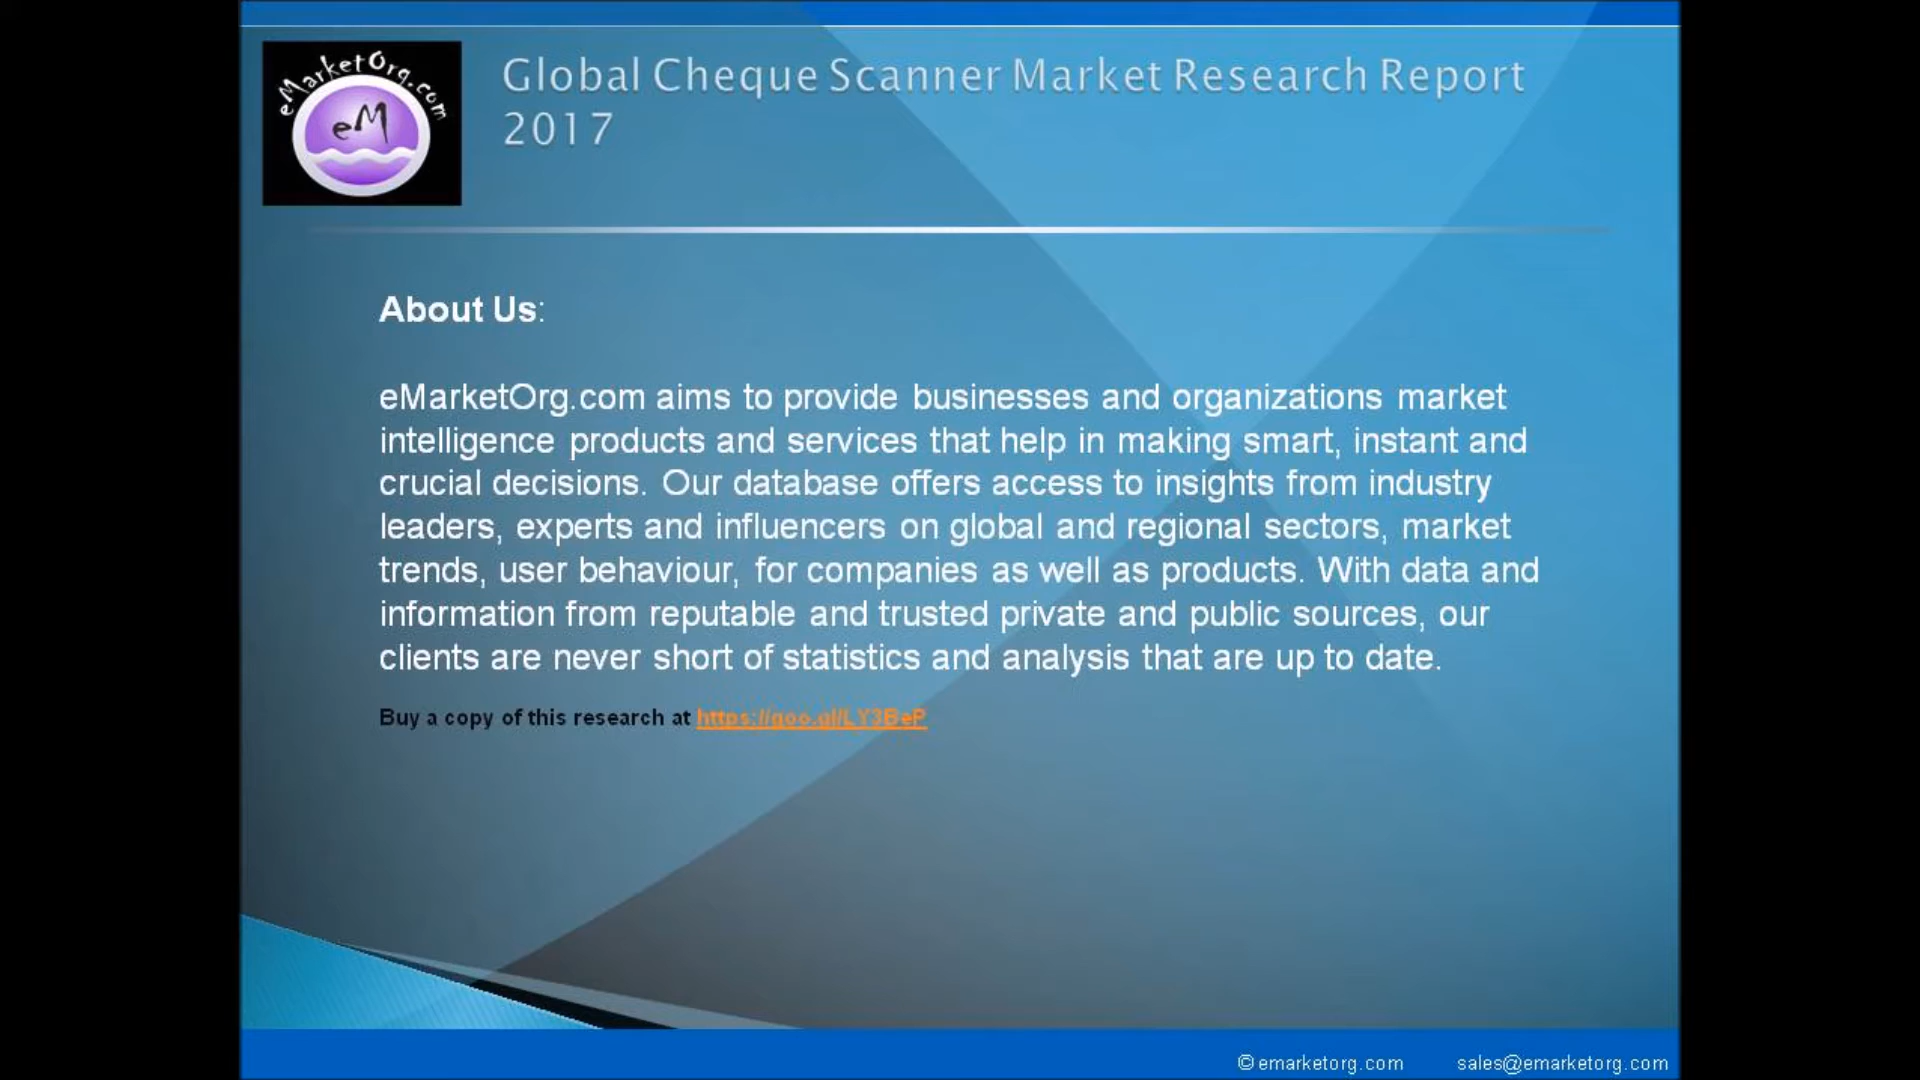 eMarketOrg.com
eM
Global Cheque Scanner Market Research Report
2017
About Us:
eMarketOrg.com aims to provide businesses and organizations market
intelligence products and services that help in making smart, instant and
crucial decisions. Our database offers access to insights from industry
leaders, experts and influencers on global and regional sectors, market
trends, user behaviour, for companies as well as products. With data and
information from reputable and trusted private and public sources, our
clients are never short of statistics and analysis that are up to date.
Buy a copy of this research at https://goo.gl/LY3BeP
© emarketorg.com sales@emarketorg.com